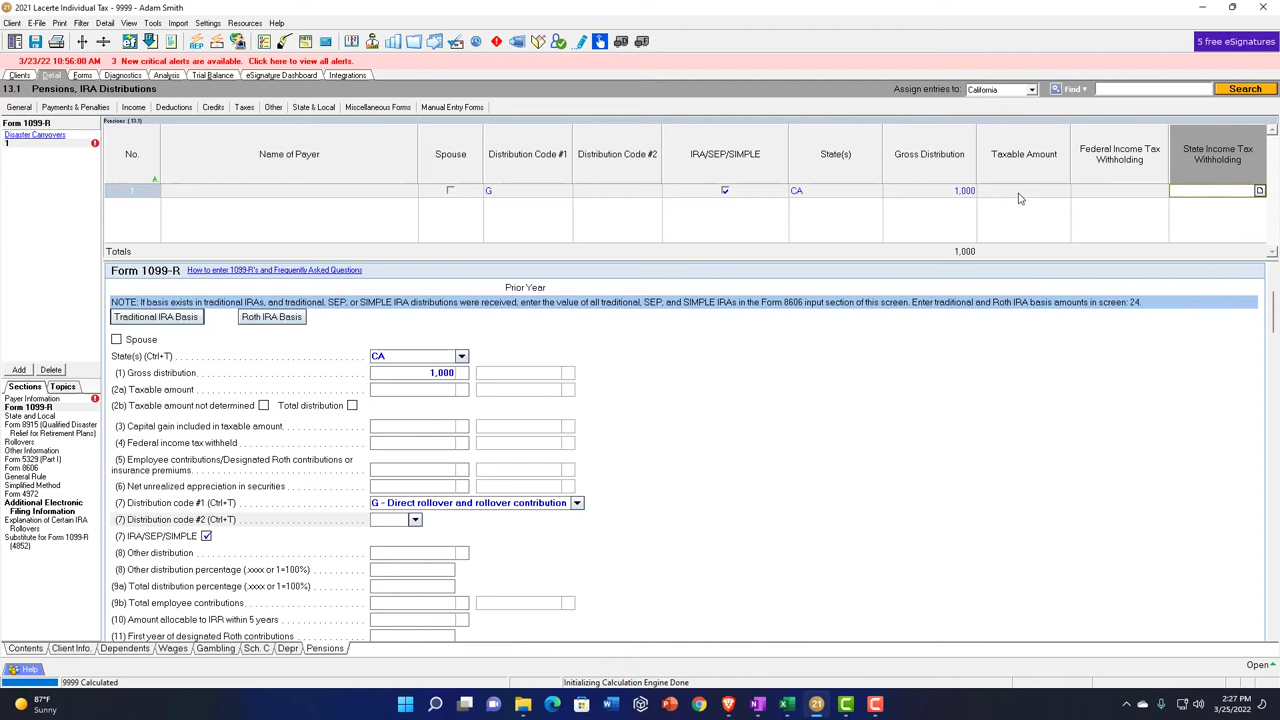 2021 Lacerte Individual Tax - 9999 - Adam Smith
Client E-File Print Filter Detail View Tools Import Settings Resources Help
5 free eSignatures
3/23/22 10:56:00 AM 3 New critical alerts are available. Click here to view all alerts.
Clients Detail Forms Diagnostics Analysis Trial Balance eSignature Dashboard Integrations
13.1 Pensions, IRA Distributions Assign entries to: California Find Search
General Payments & Penalties Income Deductions Credits Taxes Other State & Local Miscellaneous Forms Manual Entry Forms
Form 1099-R
Disaster Carryovers
1
Pensions (13.1)
No. Name of Payer Spouse Distribution Code #1 Distribution Code #2 IRA/SEP/SIMPLE State(s) Gross Distribution Taxable Amount Federal Income Tax Withholding State Income Tax Withholding
1 G CA 1,000
Totals 1,000
Form 1099-R How to enter 1099-R's and Frequently Asked Questions
Prior Year
NOTE: If basis exists in traditional IRAs, and traditional, SEP, or SIMPLE IRA distributions were received, enter the value of all traditional, SEP, and SIMPLE IRAs in the Form 8606 input section of this screen. Enter traditional and Roth IRA basis amounts in screen: 24.
Traditional IRA Basis Roth IRA Basis
Spouse
State(s) (Ctrl+T) CA
(1) Gross distribution 1,000
(2a) Taxable amount
(2b) Taxable amount not determined Total distribution
(3) Capital gain included in taxable amount
(4) Federal income tax withheld
(5) Employee contributions/Designated Roth contributions or
insurance premiums
(6) Net unrealized appreciation in securities
(7) Distribution code #1 (Ctrl+T) G - Direct rollover and rollover contribution
(7) Distribution code #2 (Ctrl+T)
(7) IRA/SEP/SIMPLE
(8) Other distribution
(8) Other distribution percentage (.xxxx or 1=100%)
(9a) Total distribution percentage (.xxxx or 1=100%)
(9b) Total employee contributions
(10) Amount allocable to IRR within 5 years
(11) First year of designated Roth contributions
Add Delete
Sections Topics
Payer Information
Form 1099-R
State and Local
Form 8915 (Qualified Disaster
Relief for Retirement Plans)
Rollovers
Other Information
Form 5329 (Part I)
Form 8606
General Rule
Simplified Method
Form 4972
Additional Electronic
Filing Information
Explanation of Certain IRA
Rollovers
Substitute for Form 1099-R
(4852)
Contents Client Info. Dependents Wages Gambling Sch. C Depr Pensions
Help Open
9999 Calculated Initializing Calculation Engine Done
87°F
Sunny
2:27 PM
3/25/2022